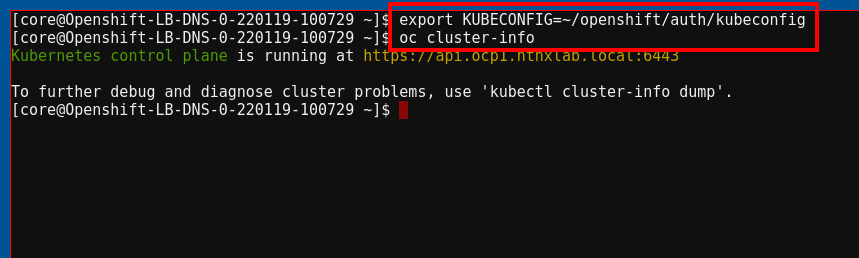 [core@Openshift-LB-DNS-0-220119-100729 ~]$ export KUBECONFIG=~/openshift/auth/kubeconfig
[core@Openshift-LB-DNS-0-220119-100729 ~]$ oc cluster-info
Kubernetes control plane is running at https://api.ocp1.ntnxlab.local:6443
To further debug and diagnose cluster problems, use 'kubectl cluster-info dump'.
[core@Openshift-LB-DNS-0-220119-100729 ~]$